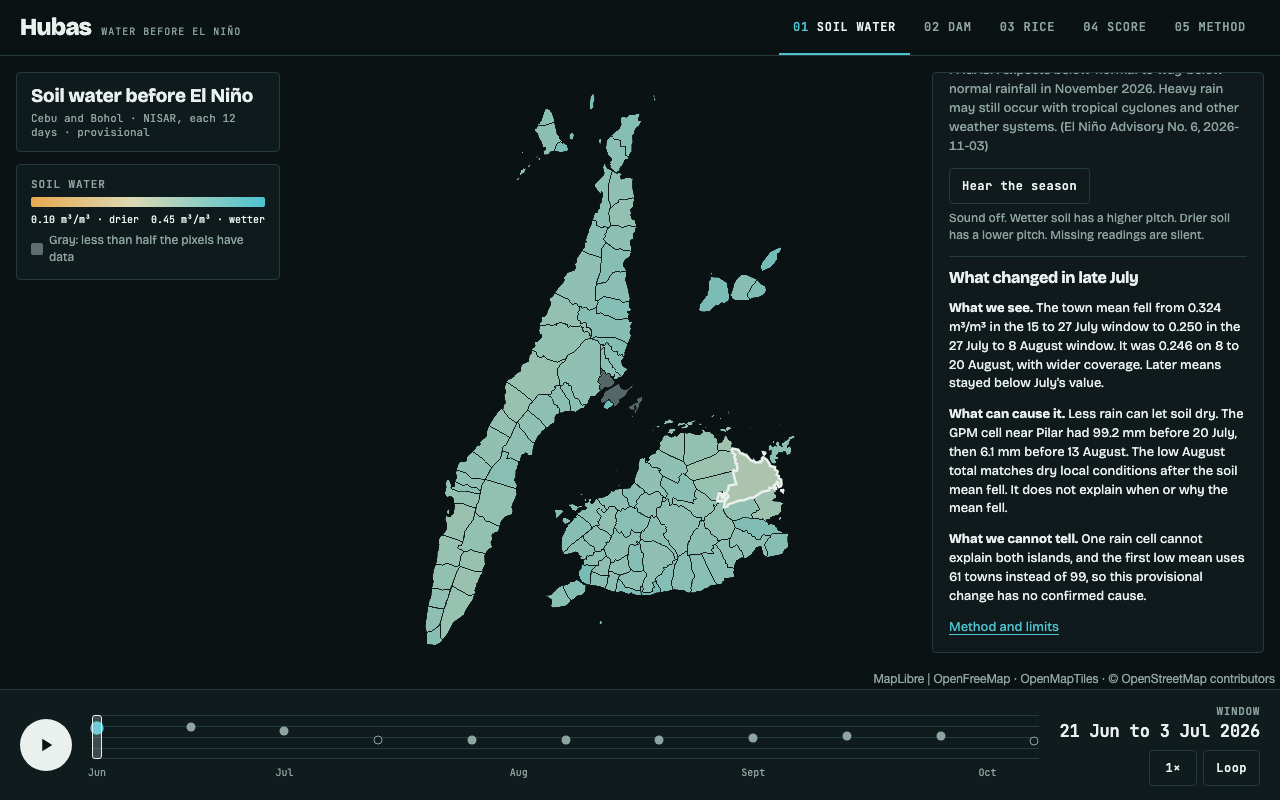 Hubas WATER BEFORE EL NIÑO
01 SOIL WATER
02 DAM
03 RICE
04 SCORE
05 METHOD
Soil water before El Niño
Cebu and Bohol · NISAR, each 12
days · provisional
SOIL WATER
0.10 m³/m³ · drier 0.45 m³/m³ · wetter
Gray: less than half the pixels have
data
normal rainfall in November 2026. Heavy rain
may still occur with tropical cyclones and other
weather systems. (El Niño Advisory No. 6, 2026-
11-03)
Hear the season
Sound off. Wetter soil has a higher pitch. Drier soil
has a lower pitch. Missing readings are silent.
What changed in late July
What we see. The town mean fell from 0.324
m³/m³ in the 15 to 27 July window to 0.250 in the
27 July to 8 August window. It was 0.246 on 8 to
20 August, with wider coverage. Later means
stayed below July's value.
What can cause it. Less rain can let soil dry. The
GPM cell near Pilar had 99.2 mm before 20 July,
then 6.1 mm before 13 August. The low August
total matches dry local conditions after the soil
mean fell. It does not explain when or why the
mean fell.
What we cannot tell. One rain cell cannot
explain both islands, and the first low mean uses
61 towns instead of 99, so this provisional
change has no confirmed cause.
Method and limits
MapLibre | OpenFreeMap · OpenMapTiles · © OpenStreetMap contributors
WINDOW
21 Jun to 3 Jul 2026
1×
Loop
Jun
Jul
Aug
Sept
Oct